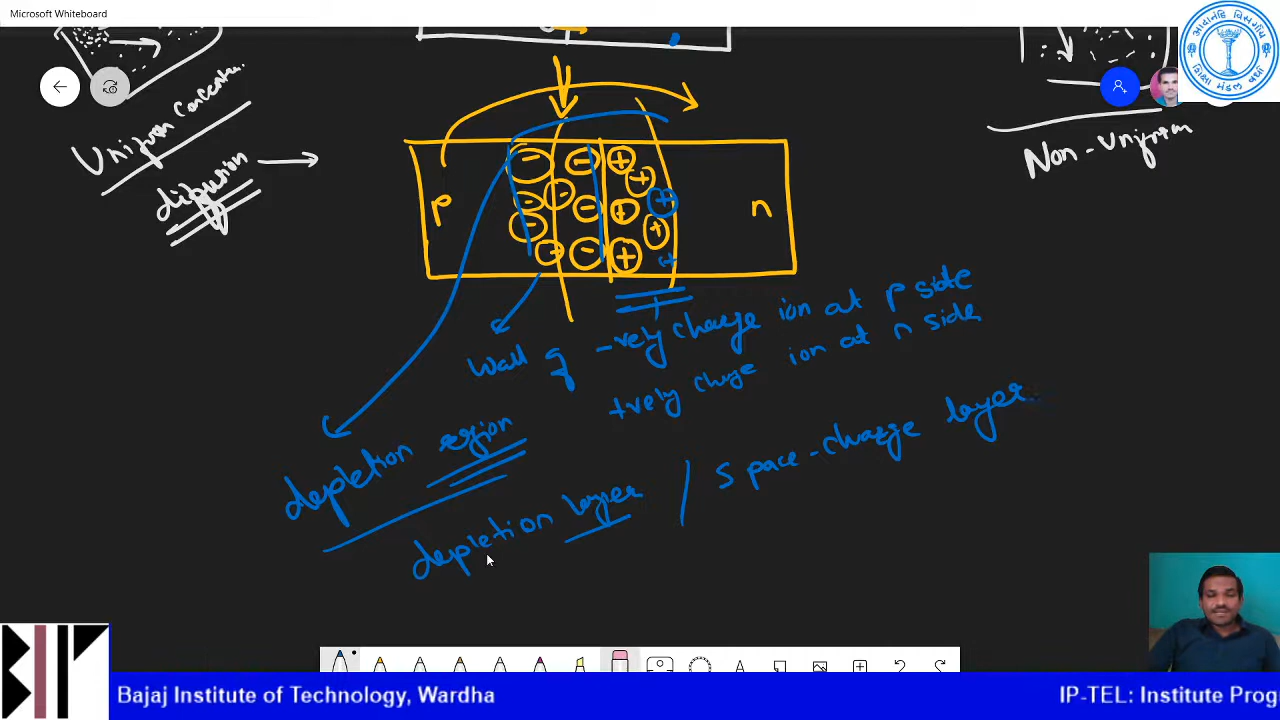 Microsoft Whiteboard
Uniform Concentra.
diffusion
Non-Uniform
p
n
Wall of -vely charge ion at p side
+vely charge ion at n side
depletion region
depletion layer / Space-charge layer
Bajaj Institute of Technology, Wardha
IP-TEL: Institute Prog